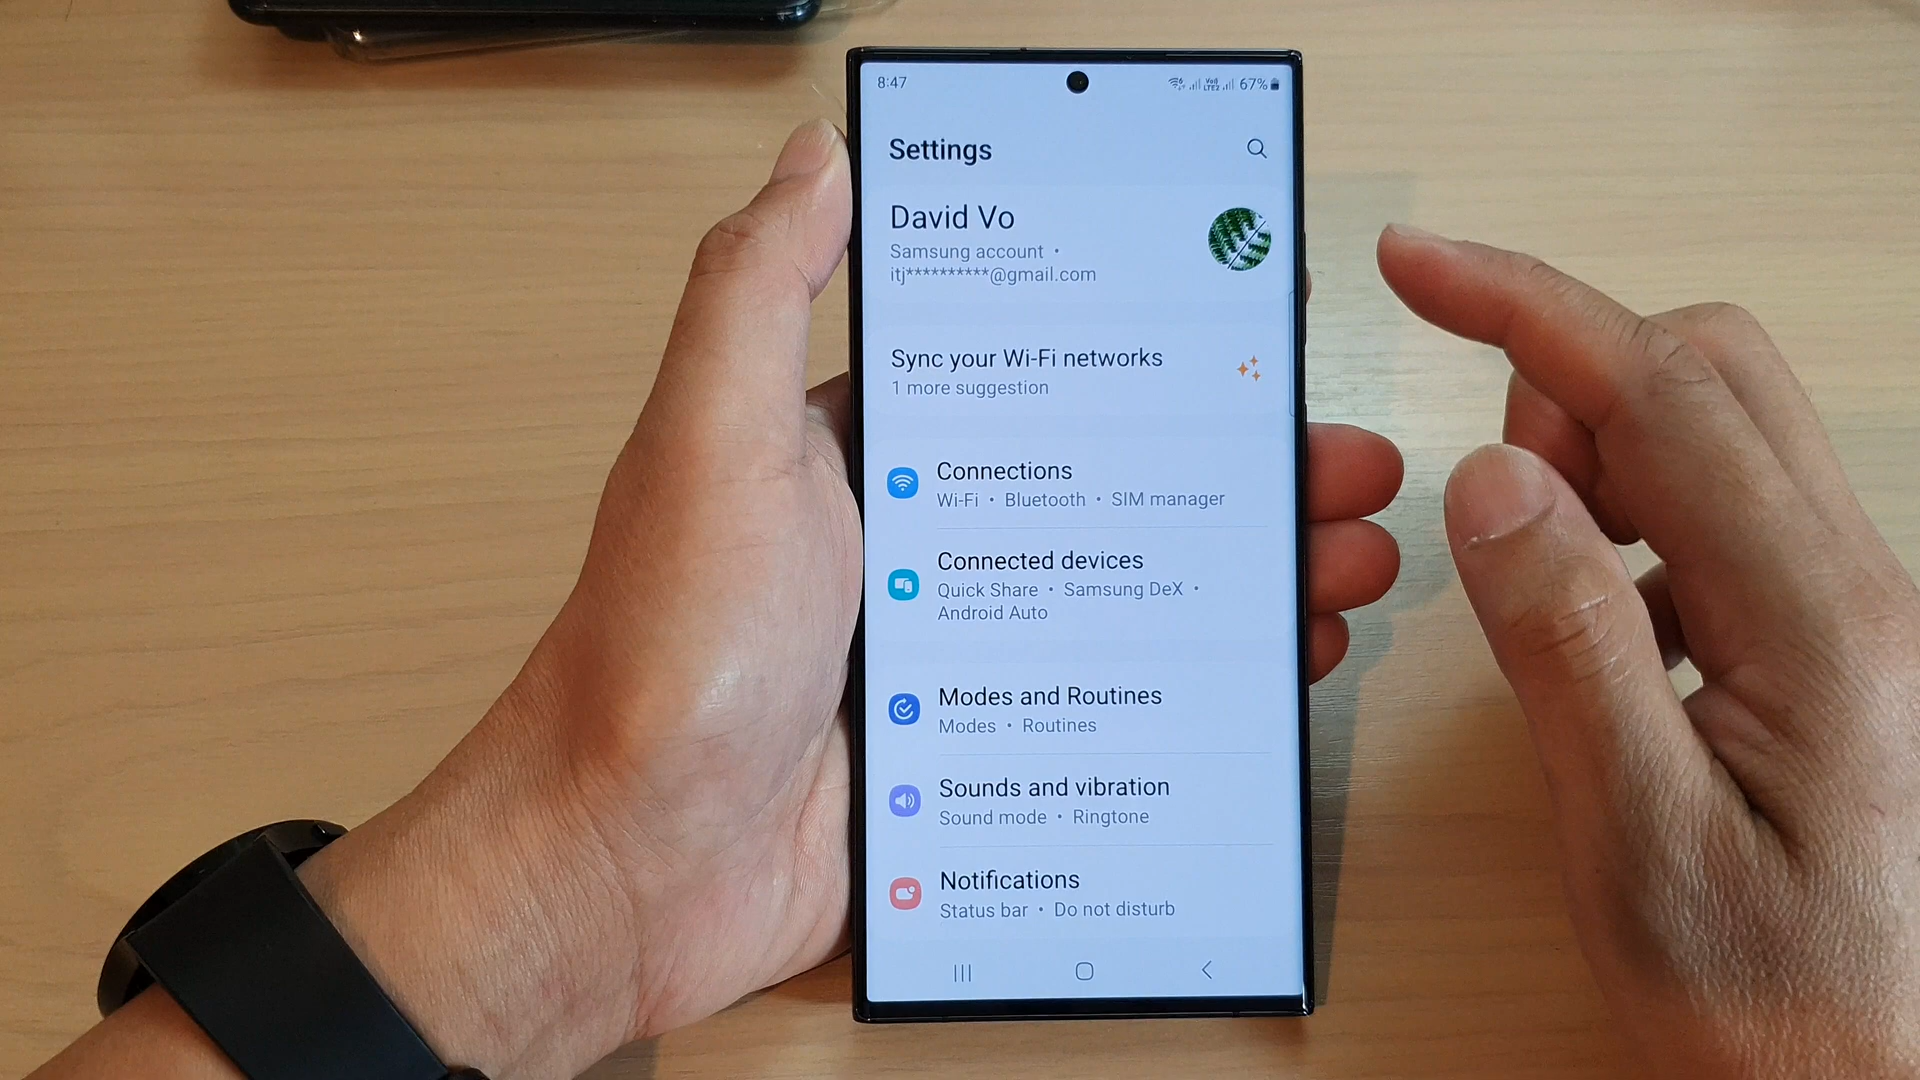 8:47
67%
Settings
David Vo
Samsung account •
itj**********@gmail.com
Sync your Wi-Fi networks
1 more suggestion
Connections
Wi-Fi • Bluetooth • SIM manager
Connected devices
Quick Share • Samsung DeX •
Android Auto
Modes and Routines
Modes • Routines
Sounds and vibration
Sound mode • Ringtone
Notifications
Status bar • Do not disturb